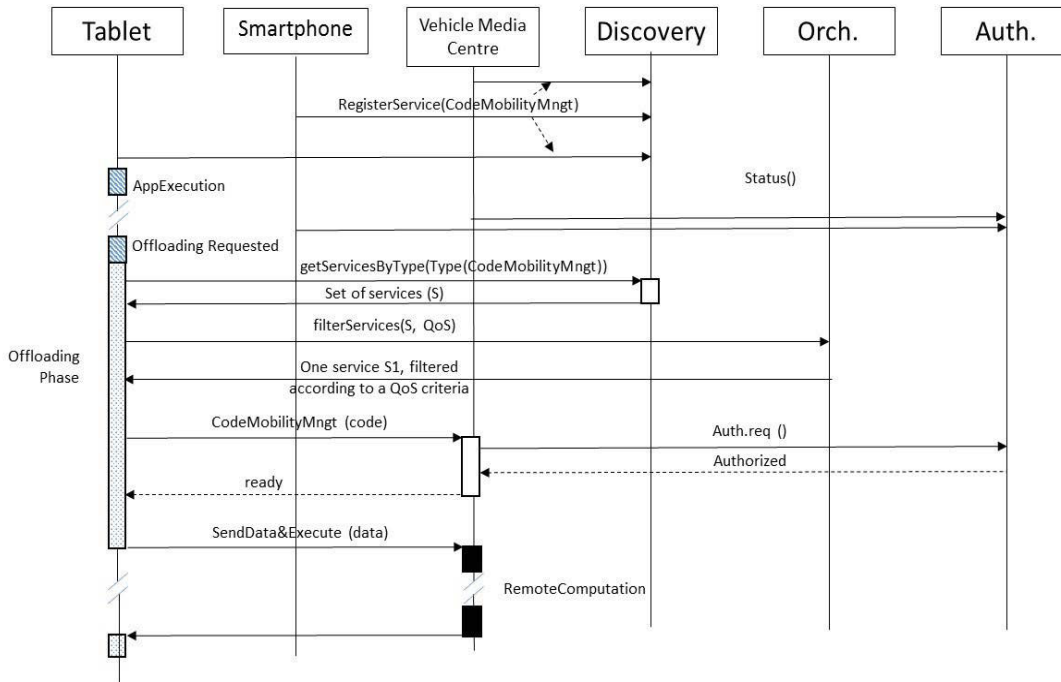 Tablet
Smartphone
Vehicle Media
Centre
Discovery
Orch.
Auth.
RegisterService(CodeMobilityMngt)
AppExecution
Status()
Offloading Requested
getServicesByType(Type(CodeMobilityMngt))
Set of services (S)
filterServices(S, QoS)
Offloading
Phase
One service S1, filtered
according to a QoS criteria
CodeMobilityMngt (code)
Auth.req ()
Authorized
ready
SendData&Execute (data)
RemoteComputation